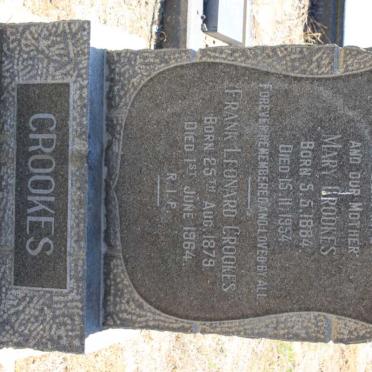 AND OUR MOTHER
MARY CROOKES
BORN 5.5.1884
DIED 15.11.1954.
FOREVER REMEMBERED AND LOVED BY ALL
FRANK LEONARD CROOKES
BORN 25TH AUG. 1879
DIED 1ST JUNE 1964.
R.I.P.
CROOKES